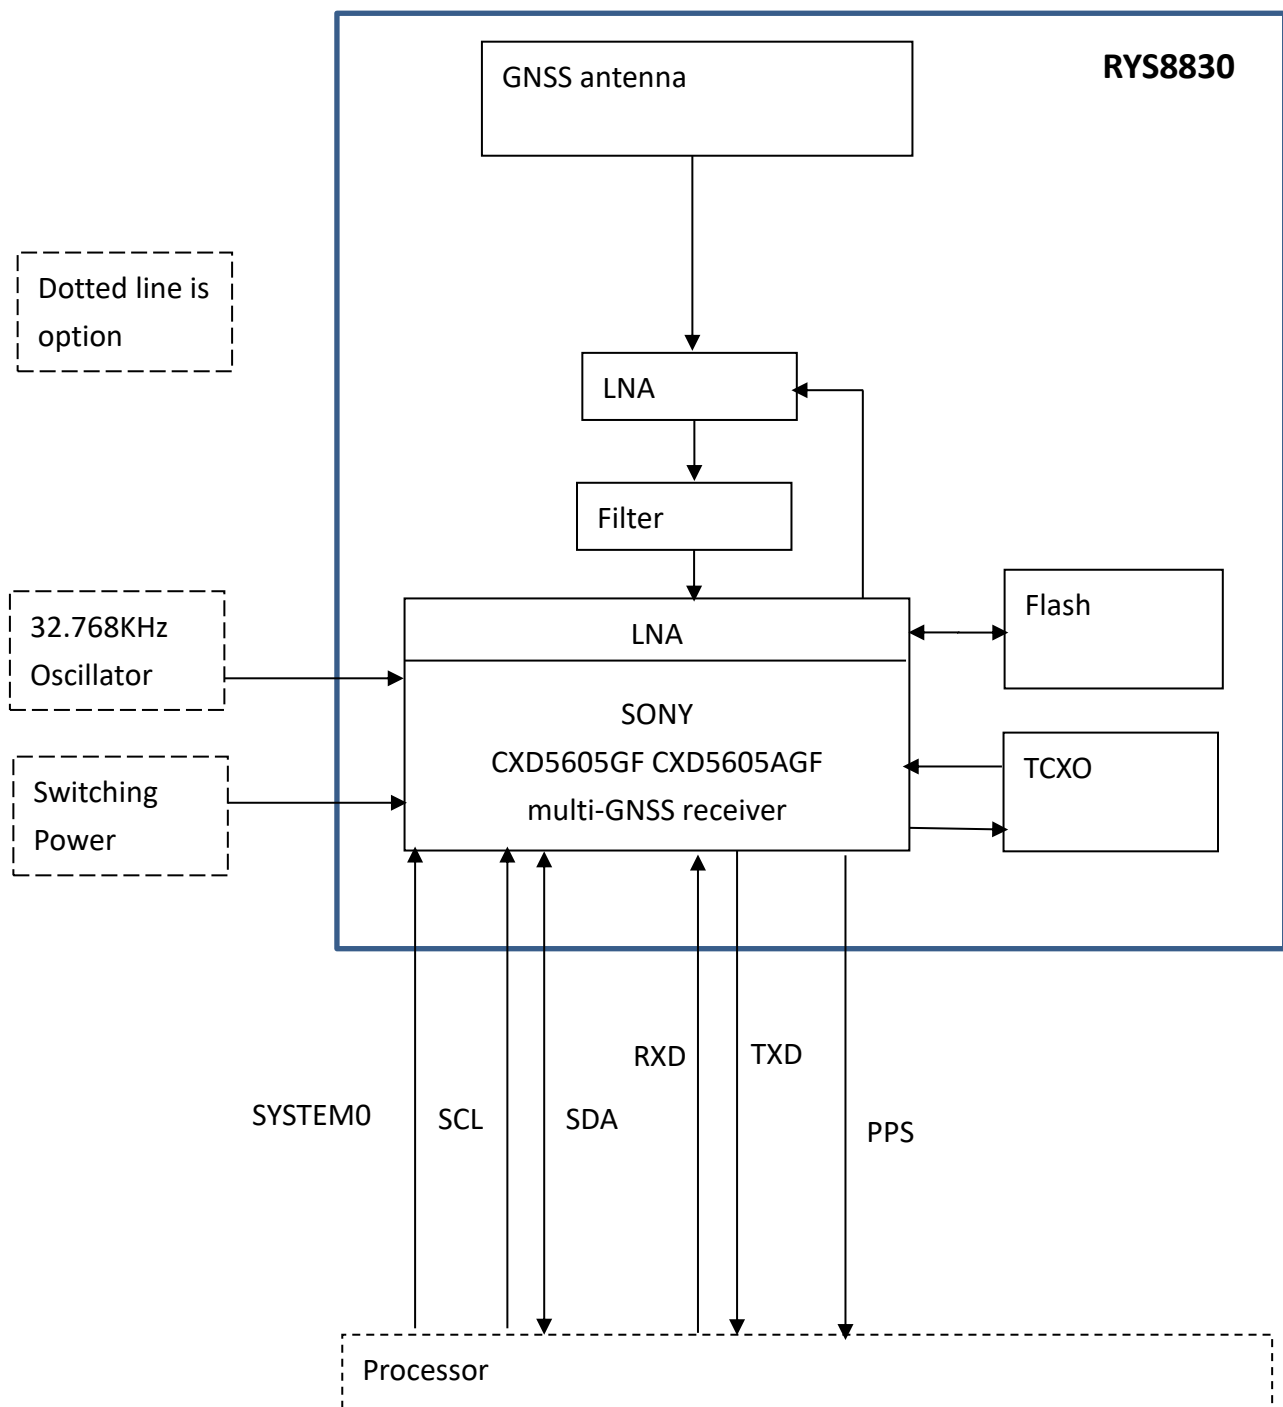 RYS8830
GNSS antenna
Dotted line is
option
LNA
Filter
32.768KHz
Oscillator
LNA
Flash
SONY
CXD5605GF CXD5605AGF
multi-GNSS receiver
Switching
Power
TCXO
SYSTEM0
SCL
SDA
RXD
TXD
PPS
Processor